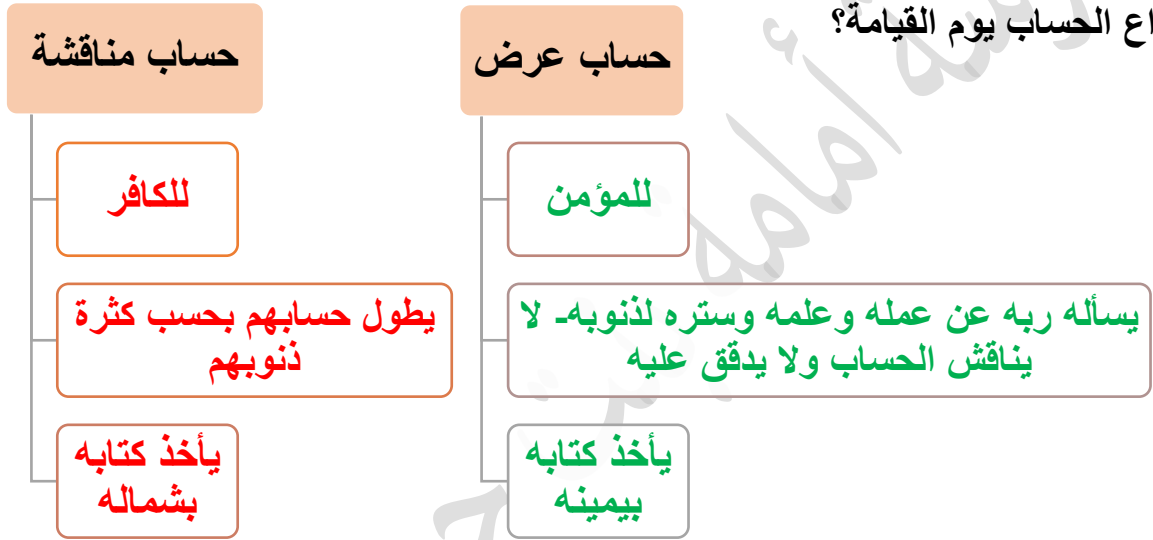 اع الحساب يوم القيامة؟
حساب عرض
للمؤمن
يسأله ربه عن عمله وعلمه وستره لذنوبه- لا
يناقش الحساب ولا يدقق عليه
يأخذ كتابه
بيمينه
حساب مناقشة
للكافر
يطول حسابهم بحسب كثرة
ذنوبهم
يأخذ كتابه
بشماله
أمامة